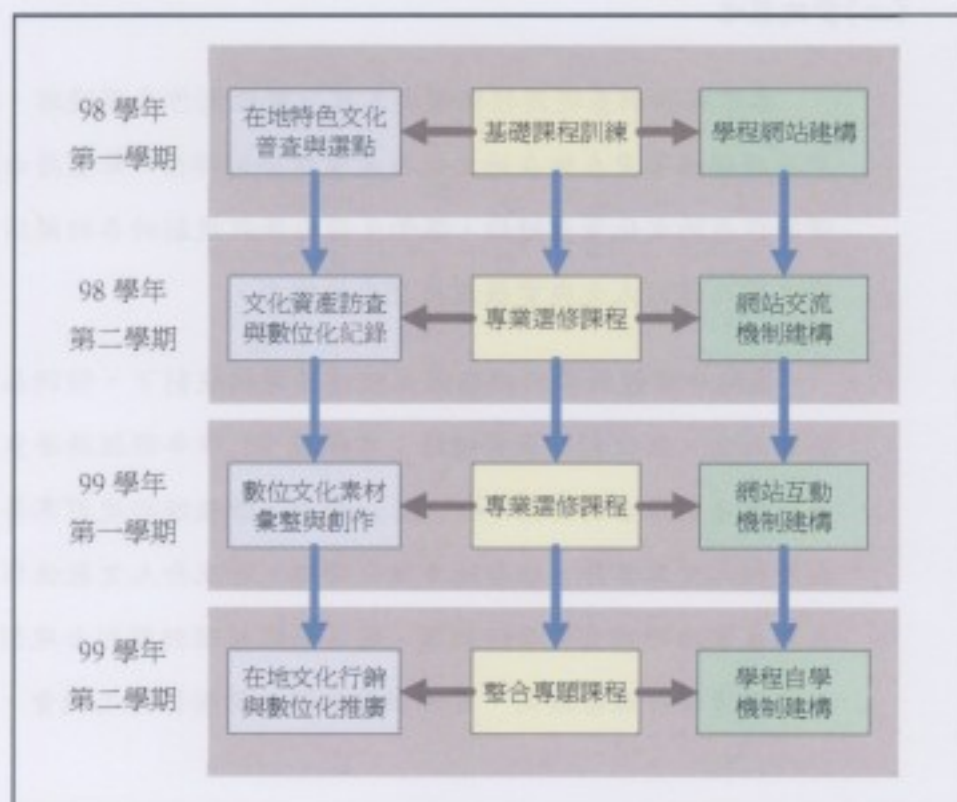 98 學年
第一學期
在地特色文化
普查與選點
基礎課程訓練
學程網站建構
98 學年
第二學期
文化資產訪查
與數位化紀錄
專業選修課程
網站交流
機制建構
99 學年
第一學期
數位文化素材
彙整與創作
專業選修課程
網站互動
機制建構
99 學年
第二學期
在地文化行銷
與數位化推廣
整合專題課程
學程自學
機制建構